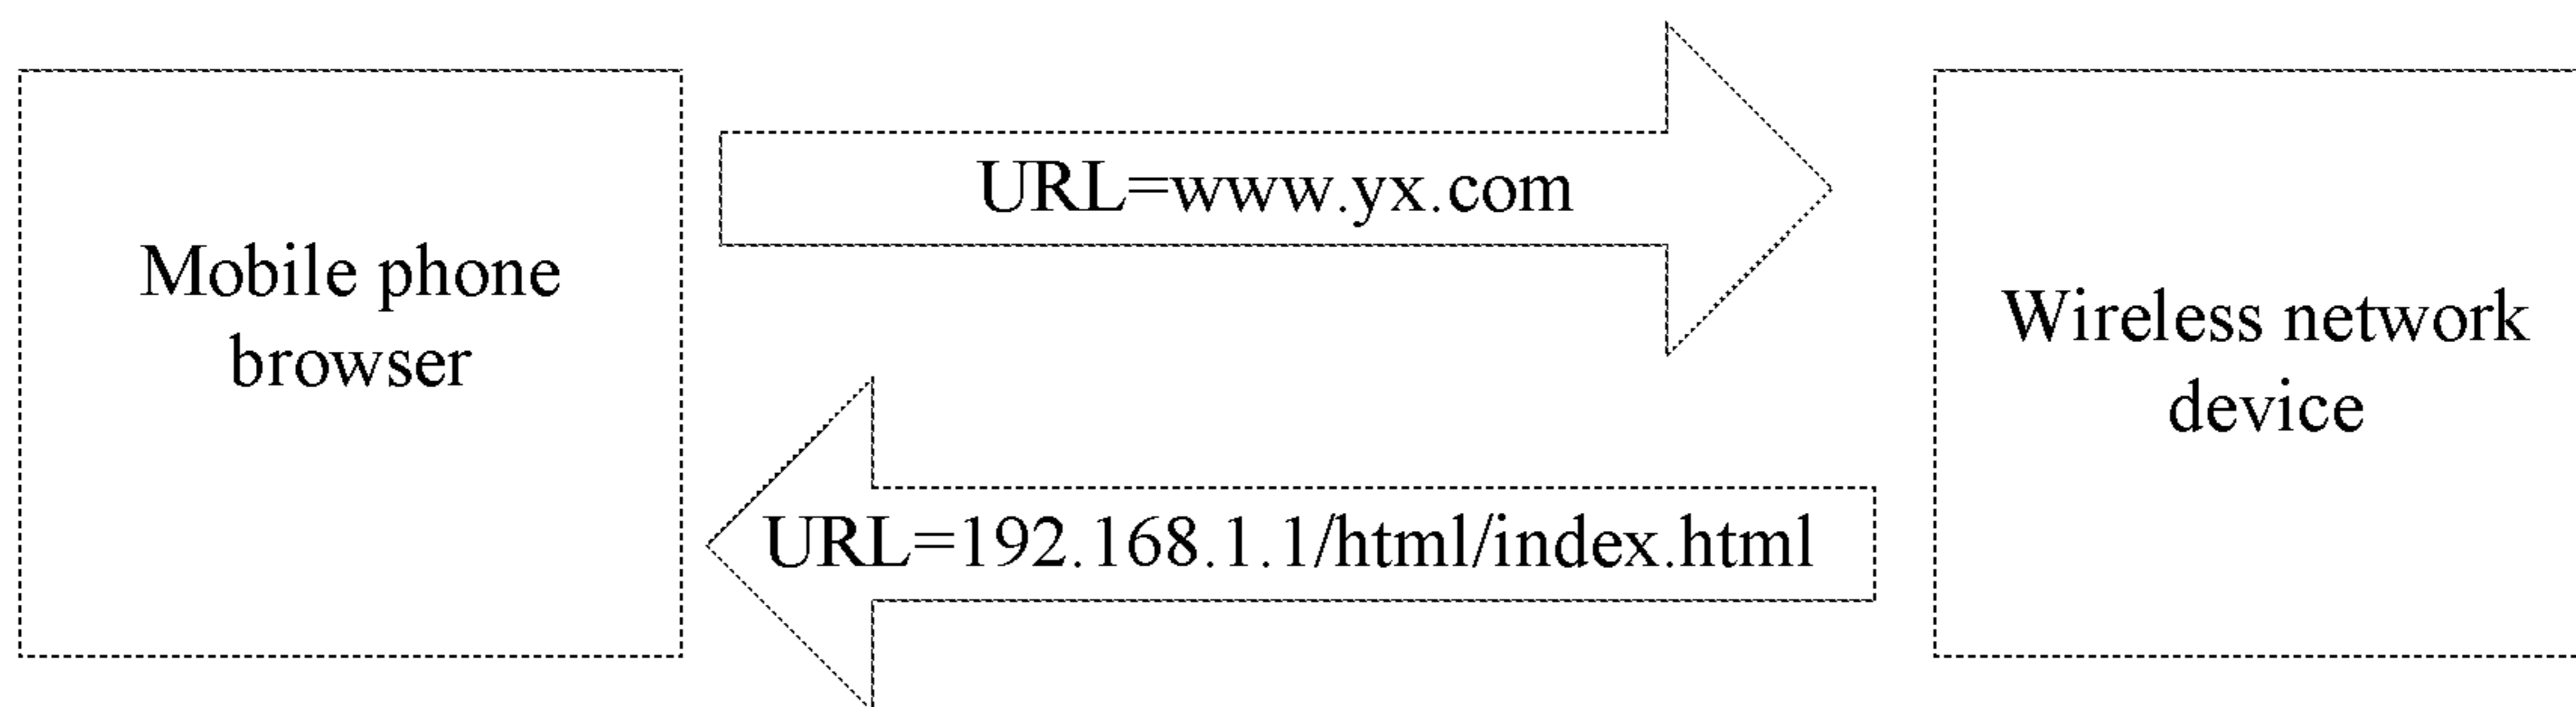 Mobile phone
browser
URL=www.yx.com
URL=192.168.1.1/html/index.html
Wireless network
device